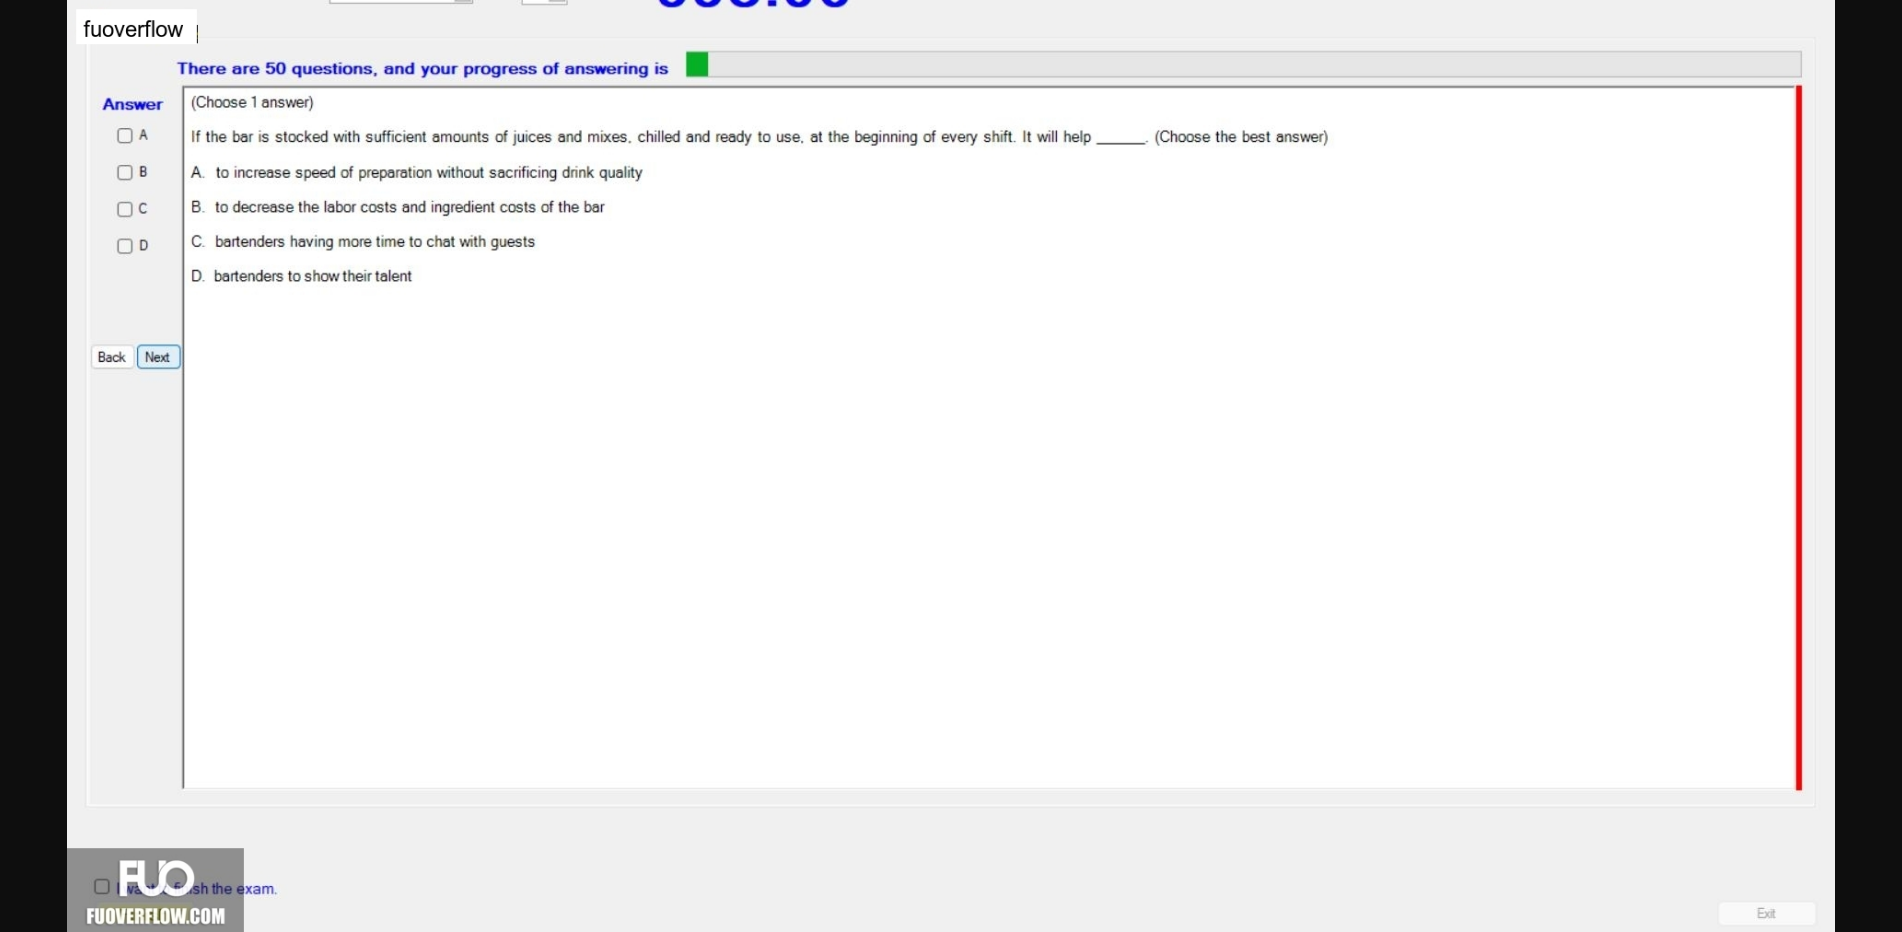 fuoverflow
There are 50 questions, and your progress of answering is
Answer
(Choose 1 answer)
A
If the bar is stocked with sufficient amounts of juices and mixes, chilled and ready to use, at the beginning of every shift. It will help ______. (Choose the best answer)
B
A. to increase speed of preparation without sacrificing drink quality
C
B. to decrease the labor costs and ingredient costs of the bar
D
C. bartenders having more time to chat with guests
D. bartenders to show their talent
Back Next
FUO
sh the exam.
FUOVERFLOW.COM
Exit